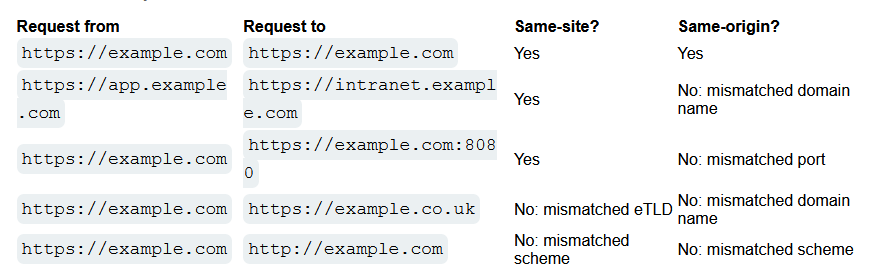 Request from Request to Same-site? Same-origin?
https://example.com https://example.com Yes Yes
https://app.example
.com https://intranet.exampl
e.com Yes No: mismatched domain
name
https://example.com https://example.com:808
0 Yes No: mismatched port
https://example.com https://example.co.uk No: mismatched eTLD No: mismatched domain
name
https://example.com http://example.com No: mismatched
scheme No: mismatched scheme